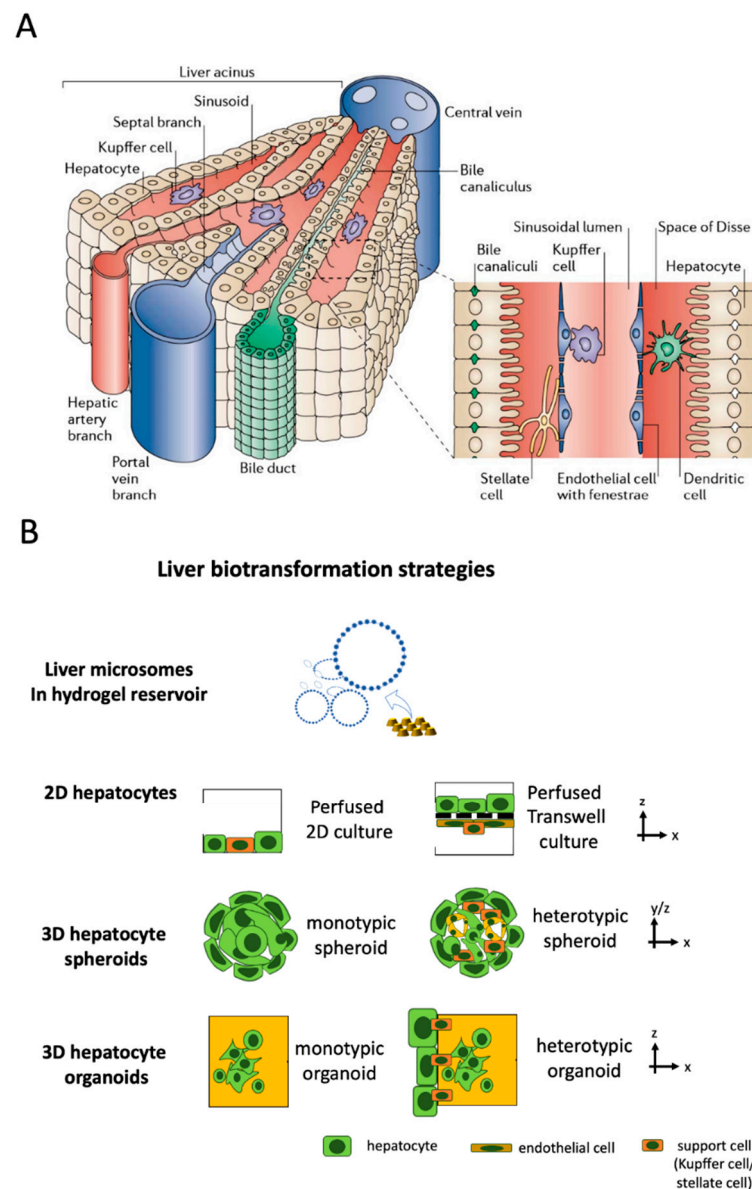 A
Liver acinus
Sinusoid
Septal branch
Kupffer cell
Hepatocyte
Central vein
Bile
canaliculus
Hepatic
artery
branch
Portal
vein
branch
Bile duct
Sinusoidal lumen
Space of Disse
Bile
canaliculi
Kupffer
cell
Hepatocyte
Stellate
cell
Endothelial cell
with fenestrae
Dendritic
cell
B
Liver biotransformation strategies
Liver microsomes
In hydrogel reservoir
2D hepatocytes
Perfused
2D culture
Perfused
Transwell
culture
z
x
3D hepatocyte
spheroids
monotypic
spheroid
heterotypic
spheroid
y/z
x
3D hepatocyte
organoids
monotypic
organoid
heterotypic
organoid
z
x
hepatocyte
endothelial cell
support cell
(Kupffer cell/
stellate cell)